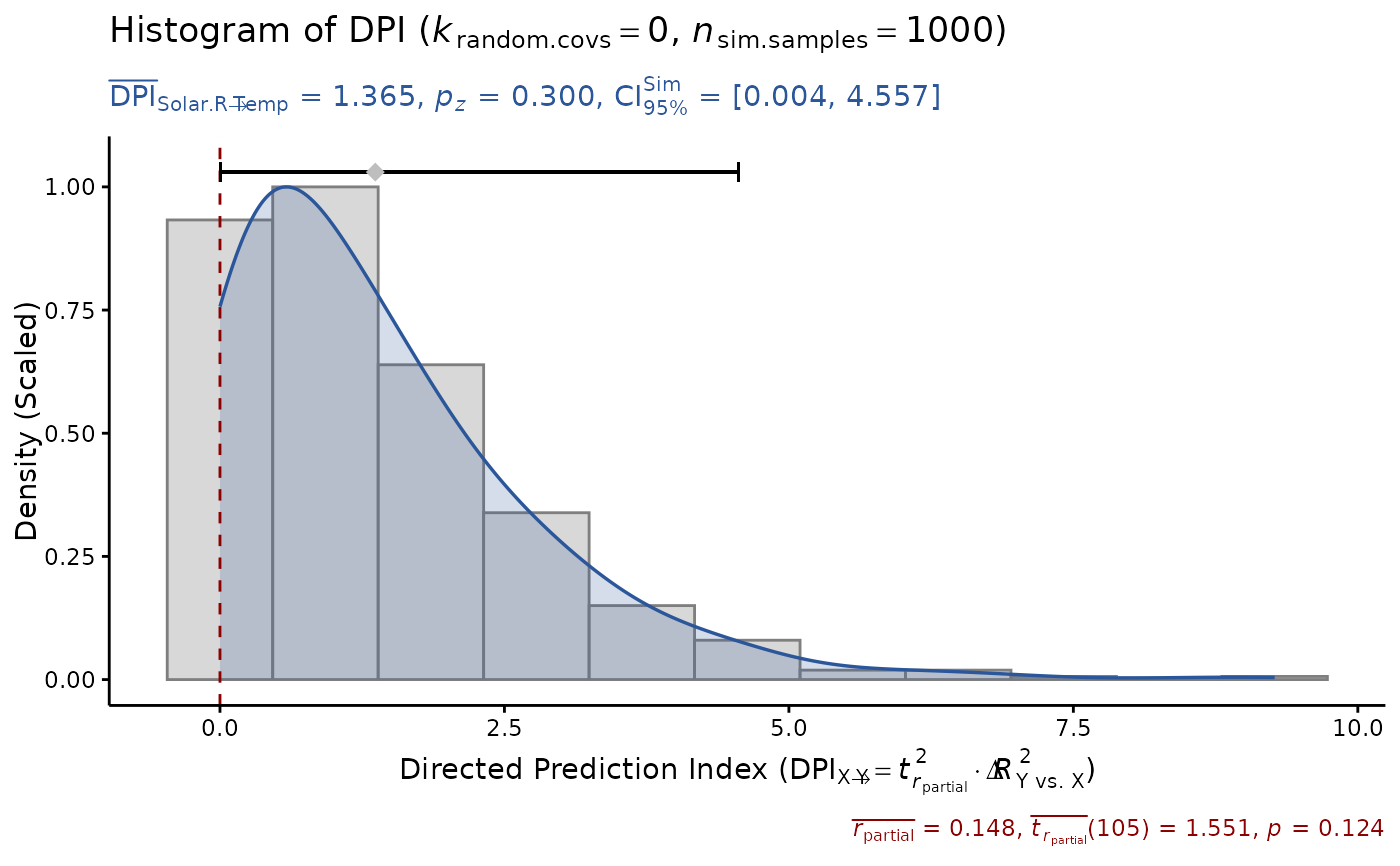 Histogram of DPI (k random.covs = 0, n sim.samples = 1000)
DPI Solar.R→Temp = 1.365, p z = 0.300, CI Sim 95% = [0.004, 4.557]
1.00
0.75
0.50
0.25
0.00
Density (Scaled)
0.0 2.5 5.0 7.5 10.0
Directed Prediction Index (DPI X→Y = t 2 r partial · ΔR 2 Y vs. X)
r partial = 0.148, t r partial (105) = 1.551, p = 0.124